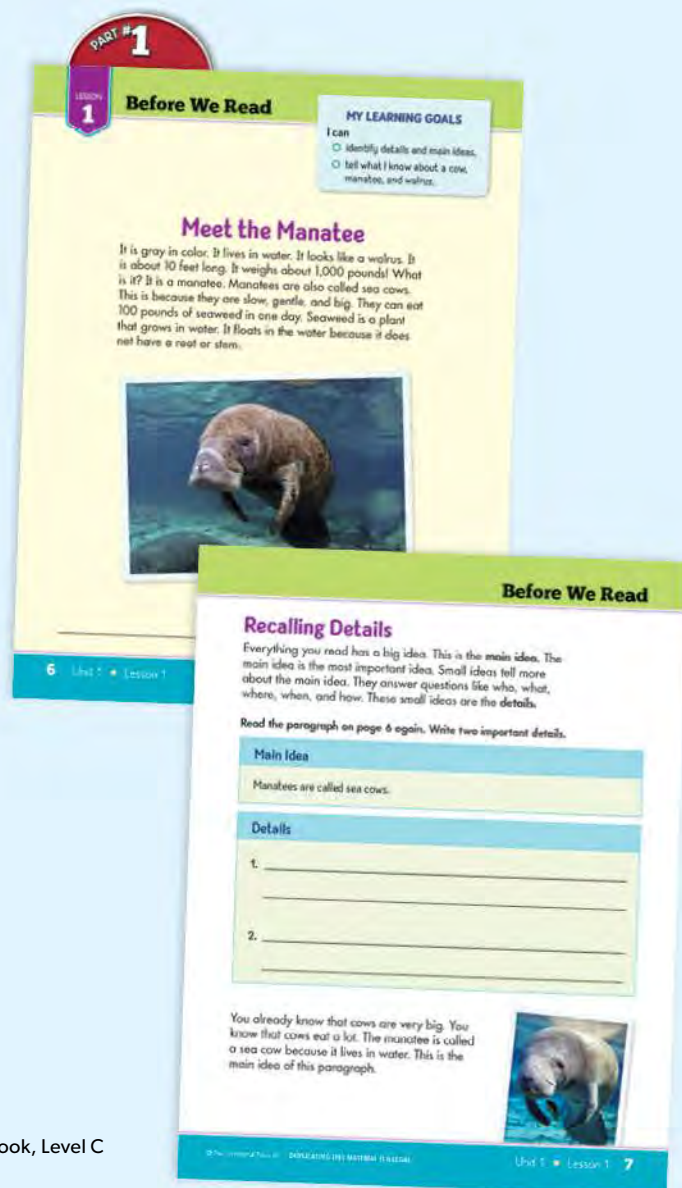 PART #1
LESSON
1
Before We Read
MY LEARNING GOALS
I can
identify details and main ideas.
tell what I know about a cow,
manatee, and walrus.
Meet the Manatee
It is gray in color. It lives in water. It looks like a walrus. It
is about 10 feet long. It weighs about 1,000 pounds! What
is it? It is a manatee. Manatees are also called sea cows.
This is because they are slow, gentle, and big. They can eat
100 pounds of seaweed in one day. Seaweed is a plant
that grows in water. It floats in the water because it does
not have a root or stem.
6 Unit 1 • Lesson 1
Before We Read
Recalling Details
Everything you read has a big idea. This is the main idea. The
main idea is the most important idea. Small ideas tell more
about the main idea. They answer questions like who, what,
where, when, and how. These small ideas are the details.
Read the paragraph on page 6 again. Write two important details.
Main Idea
Manatees are called sea cows.
Details
1.
2.
You already know that cows are very big. You
know that cows eat a lot. The manatee is called
a sea cow because it lives in water. This is the
main idea of this paragraph.
DUPLICATING THIS MATERIAL IS ILLEGAL.
Unit 1 • Lesson 1 7
ook, Level C